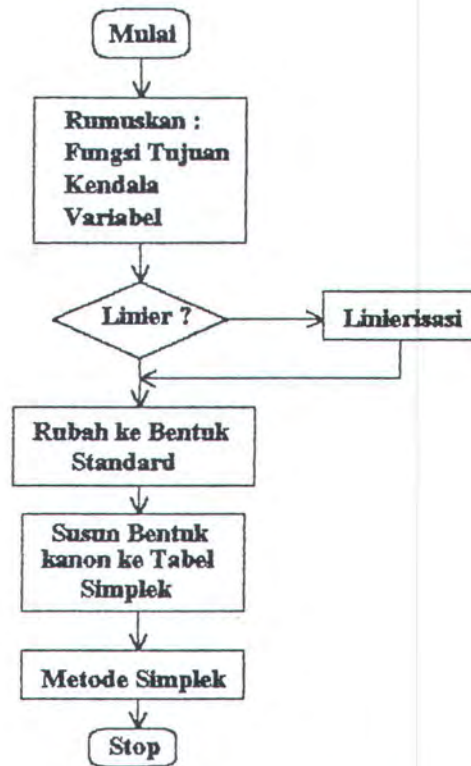 Mulai
Rumuskan :
Fungsi Tujuan
Kendala
Variabel
Linier ?
Linierisasi
Rubah ke Bentuk
Standard
Susun Bentuk
kanon ke Tabel
Simplek
Metode Simplek
Stop